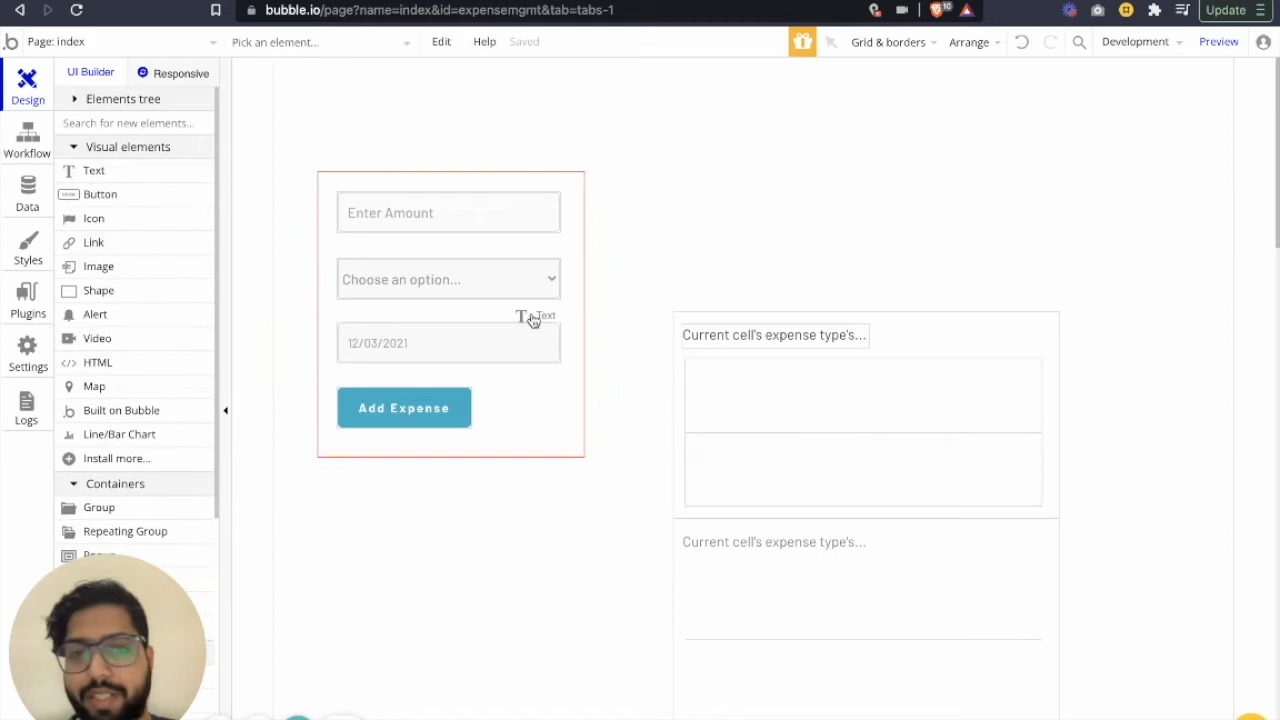 bubble.io/page?name=index&id=expensemgmt&tab=tabs-1
10
Update
Page: index
Pick an element...
Edit
Help
Saved
Grid & borders
Arrange
Development
Preview
UI Builder
Responsive
Design
Elements tree
Search for new elements...
Visual elements
Workflow
Text
Button
Icon
Data
Link
Image
Styles
Shape
Alert
Plugins
Video
HTML
Settings
Map
Built on Bubble
Logs
Line/Bar Chart
Install more...
Containers
Group
Repeating Group
Enter Amount
Choose an option...
Text
12/03/2021
Add Expense
Current cell's expense type's...
Current cell's expense type's...